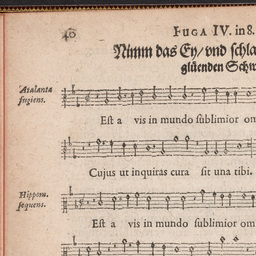 40
FUGA IV. in 8.
Nimm das Ey/ vnd schla
glüenden Schw
Atalanta
fugiens.
Est a vis in mundo sublimior om
Cujus ut inquiras cura sit una tibi.
Hippom.
sequens.
Est a vis in mundo sublimior om